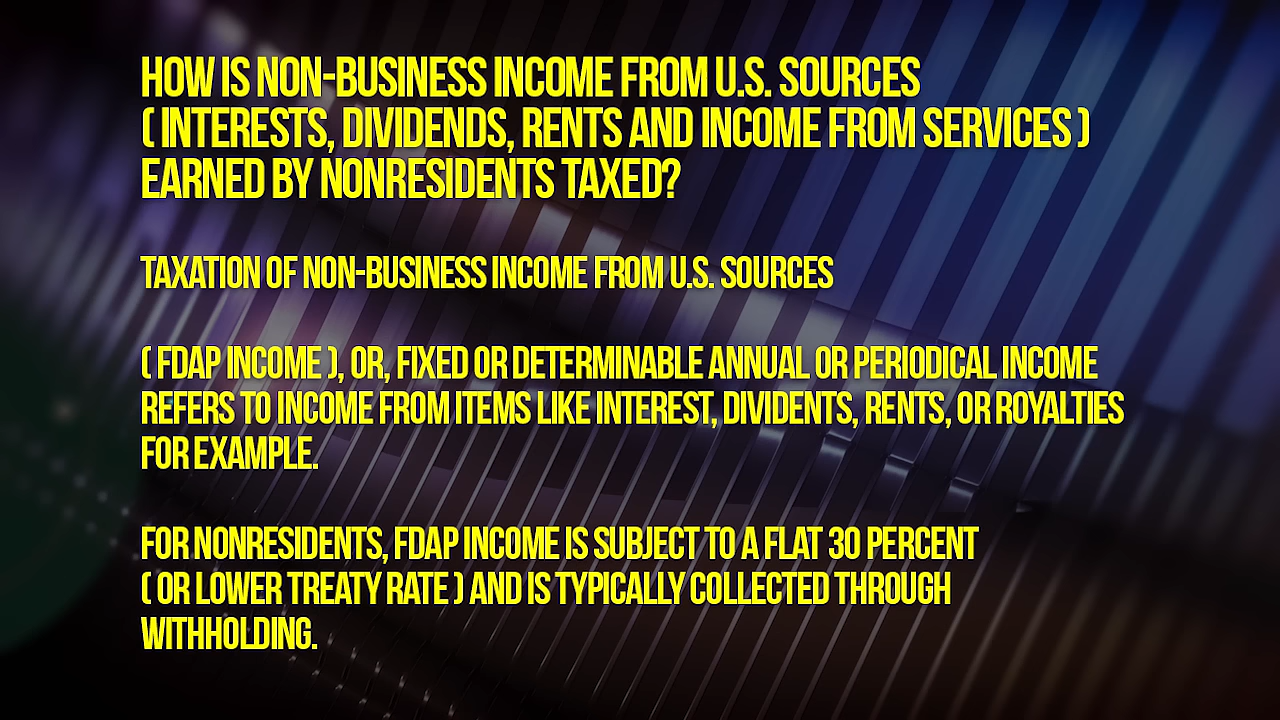 HOW IS NON-BUSINESS INCOME FROM U.S. SOURCES
( INTERESTS, DIVIDENDS, RENTS AND INCOME FROM SERVICES )
EARNED BY NONRESIDENTS TAXED?
TAXATION OF NON-BUSINESS INCOME FROM U.S. SOURCES
( FDAP INCOME ), OR, FIXED OR DETERMINABLE ANNUAL OR PERIODICAL INCOME
REFERS TO INCOME FROM ITEMS LIKE INTEREST, DIVIDENTS, RENTS, OR ROYALTIES
FOR EXAMPLE.
FOR NONRESIDENTS, FDAP INCOME IS SUBJECT TO A FLAT 30 PERCENT
( OR LOWER TREATY RATE ) AND IS TYPICALLY COLLECTED THROUGH
WITHHOLDING.